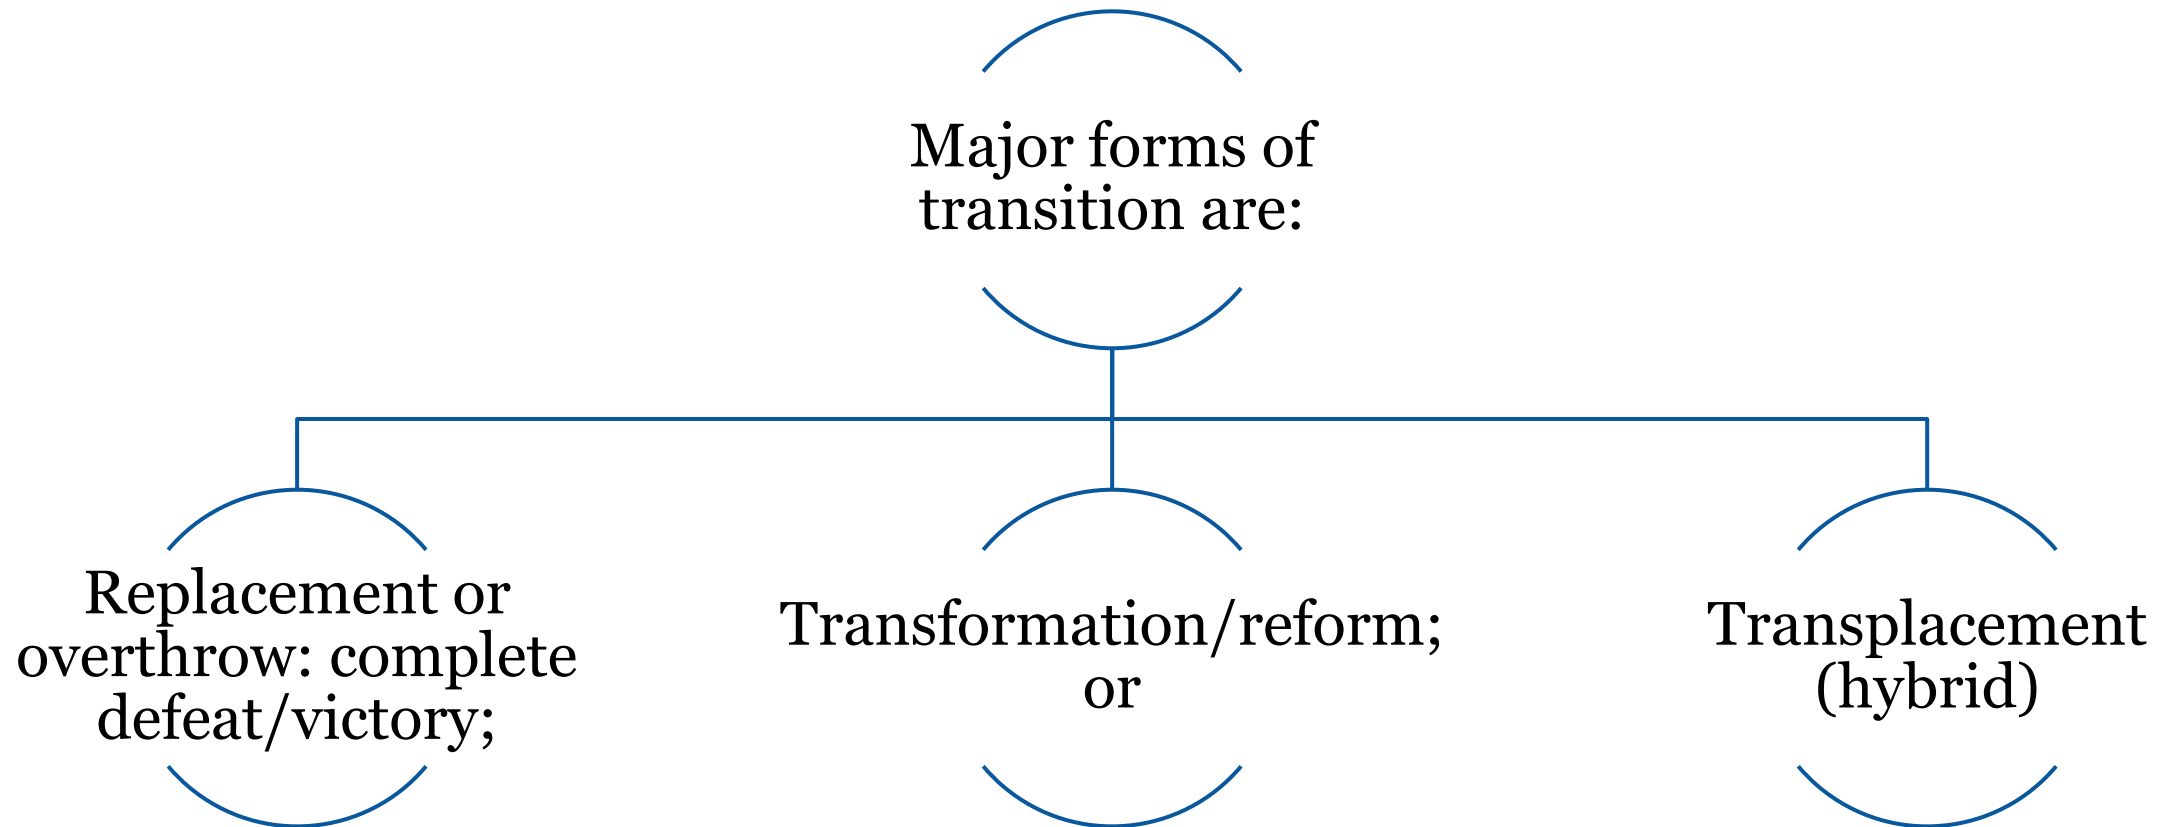 Major forms of
transition are:
Replacement or
overthrow: complete
defeat/victory;
Transformation/reform;
or
Transplacement
(hybrid)